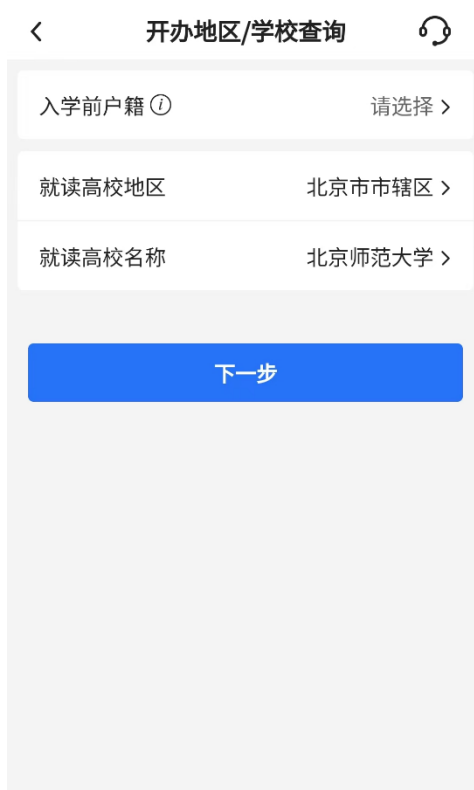 开办地区/学校查询
入学前户籍 请选择
就读高校地区 北京市市辖区
就读高校名称 北京师范大学
下一步